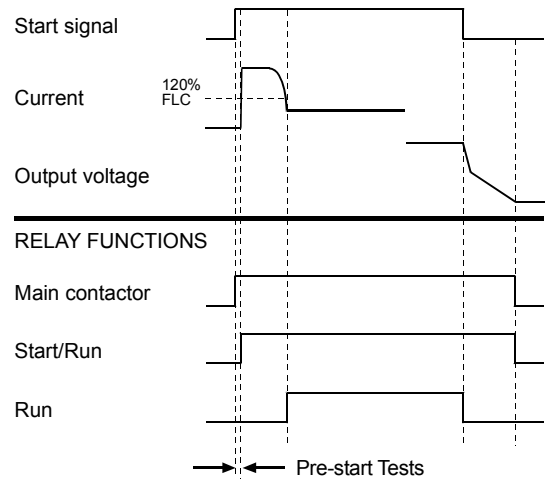 Start signal
Current
120%
FLC
Output voltage
RELAY FUNCTIONS
Main contactor
Start/Run
Run
Pre-start Tests